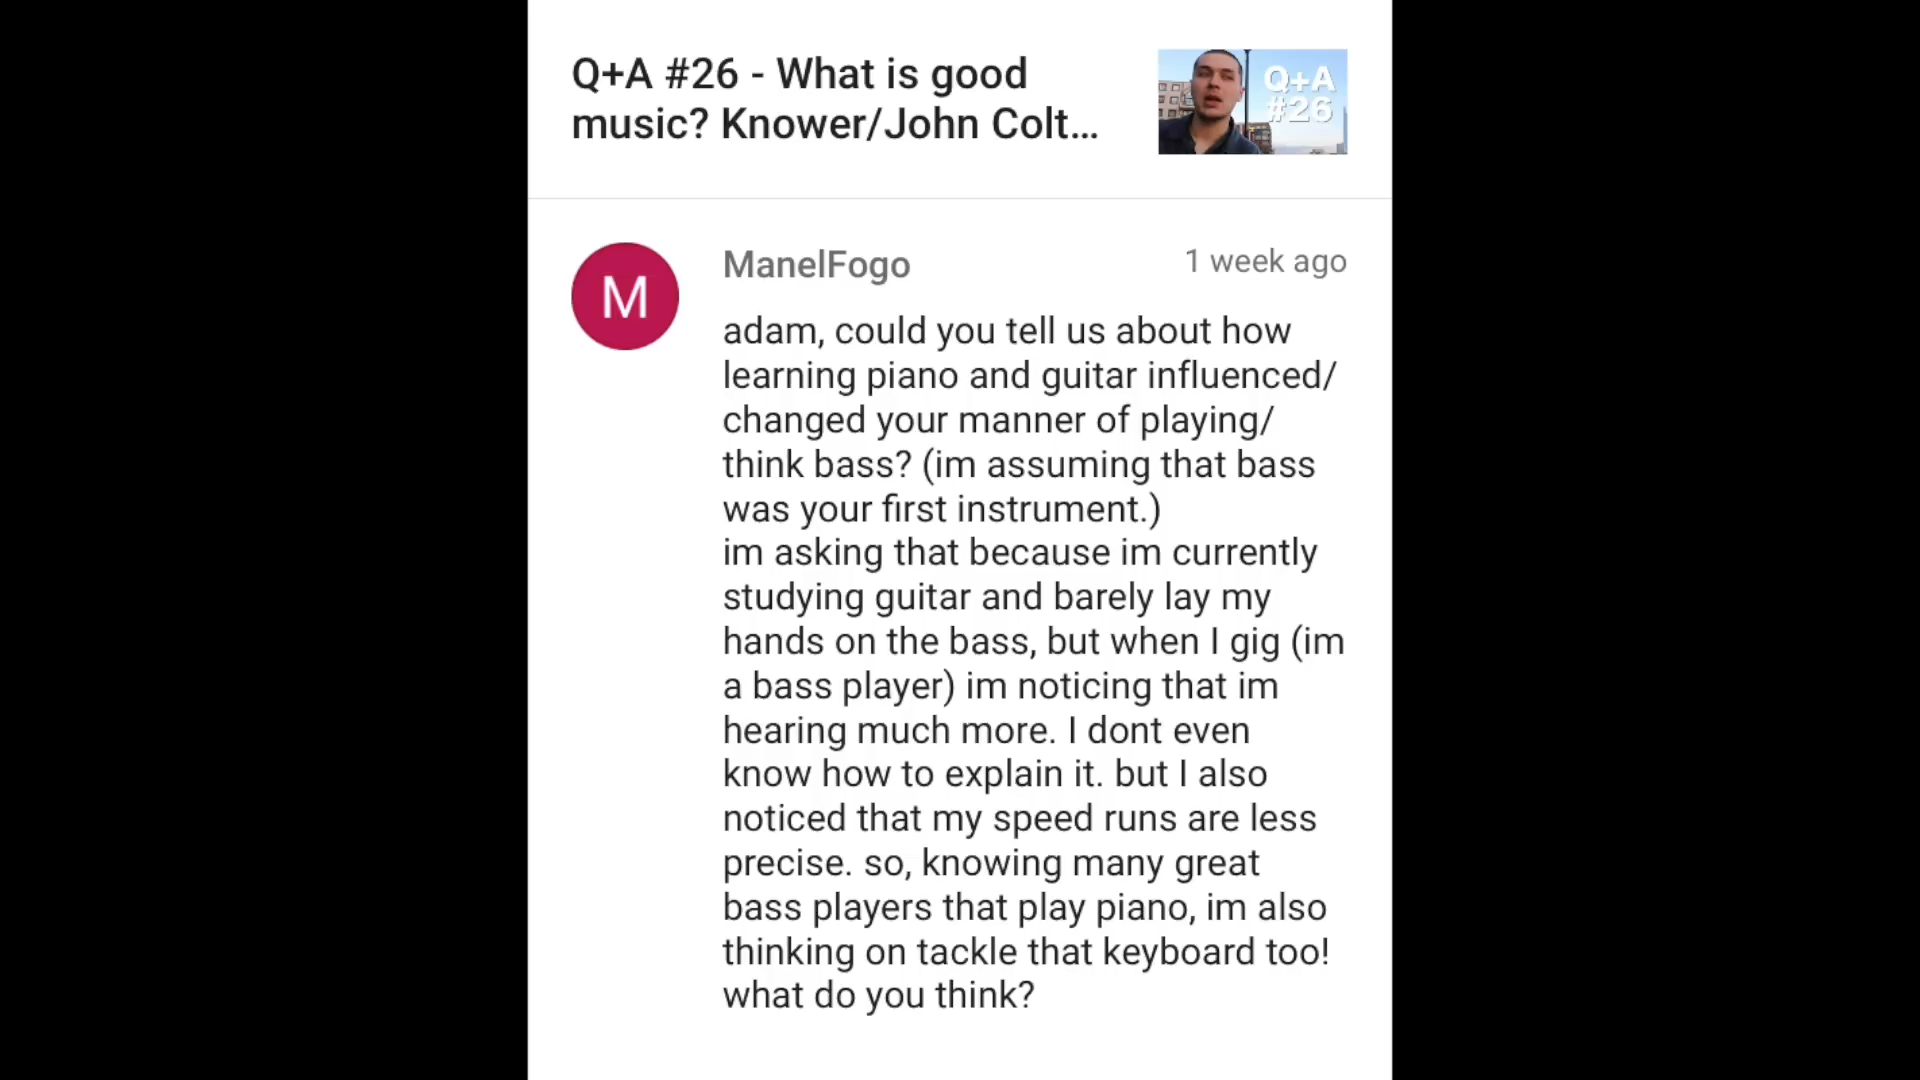 Q+A #26 - What is good
music? Knower/John Colt...
Q+A
#26
M
ManelFogo
1 week ago
adam, could you tell us about how
learning piano and guitar influenced/
changed your manner of playing/
think bass? (im assuming that bass
was your first instrument.)
im asking that because im currently
studying guitar and barely lay my
hands on the bass, but when I gig (im
a bass player) im noticing that im
hearing much more. I dont even
know how to explain it. but I also
noticed that my speed runs are less
precise. so, knowing many great
bass players that play piano, im also
thinking on tackle that keyboard too!
what do you think?